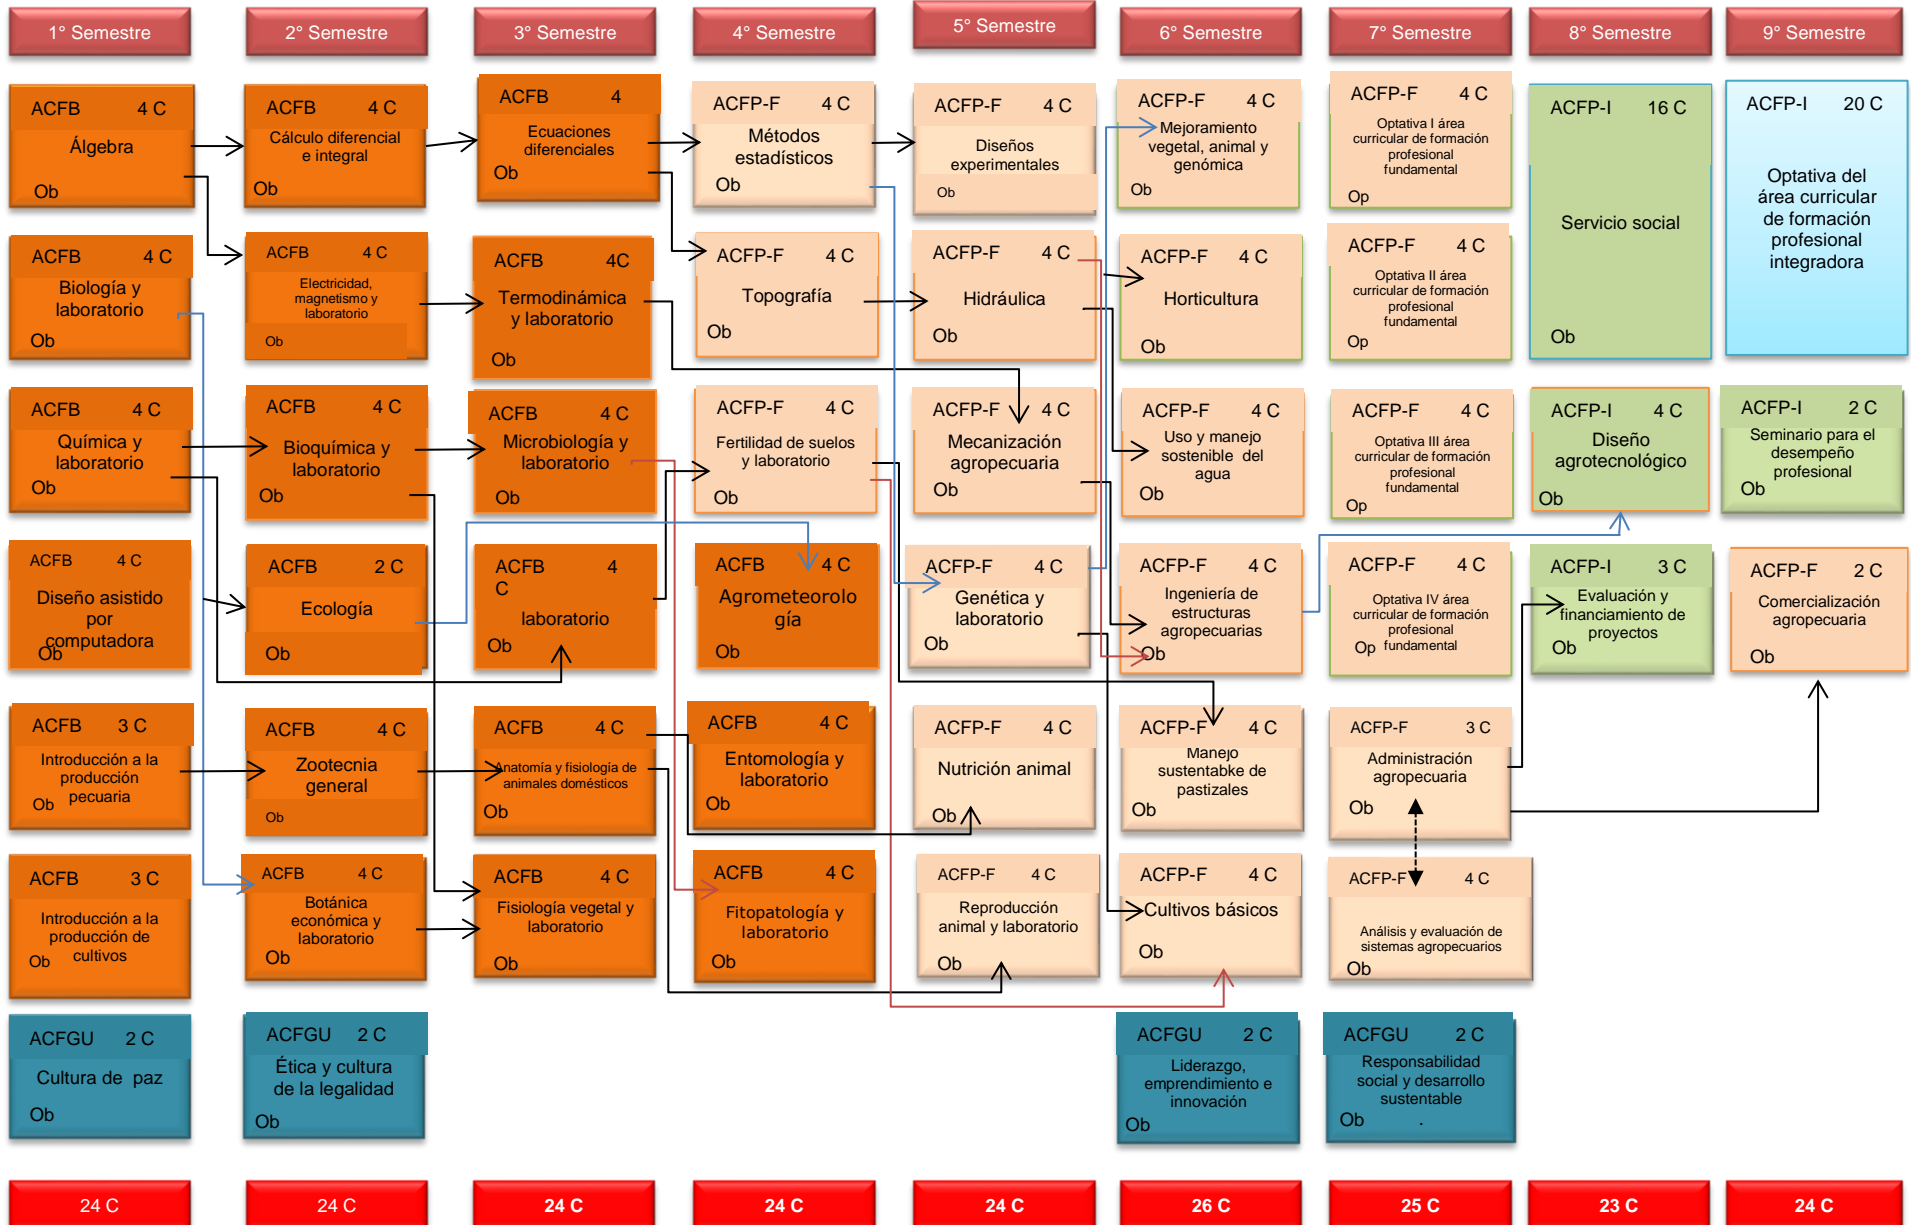 1° Semestre
2° Semestre
3° Semestre
4° Semestre
5° Semestre
6° Semestre
7° Semestre
8° Semestre
9° Semestre
ACFB 4 C
Álgebra
Ob
ACFB 4 C
Cálculo diferencial
e integral
Ob
ACFB 4
Ecuaciones
diferenciales
Ob
ACFP-F 4 C
Métodos
estadísticos
Ob
ACFP-F 4 C
Diseños
experimentales
Ob
ACFP-F 4 C
Mejoramiento
vegetal, animal y
genómica
Ob
ACFP-F 4 C
Optativa I área
curricular de formación
profesional
fundamental
Op
ACFP-I 16 C
Servicio social
Ob
ACFP-I 20 C
Optativa del
área curricular
de formación
profesional
integradora
ACFB 4 C
Biología y
laboratorio
Ob
ACFB 4 C
Electricidad,
magnetismo y
laboratorio
Ob
ACFB 4C
Termodinámica
y laboratorio
Ob
ACFP-F 4 C
Topografía
Ob
ACFP-F 4 C
Hidráulica
Ob
ACFP-F 4 C
Horticultura
Ob
ACFP-F 4 C
Optativa II área
curricular de formación
profesional
fundamental
Op
ACFB 4 C
Química y
laboratorio
Ob
ACFB 4 C
Bioquímica y
laboratorio
Ob
ACFB 4 C
Microbiología y
laboratorio
Ob
ACFP-F 4 C
Fertilidad de suelos
y laboratorio
Ob
ACFP-F 4 C
Mecanización
agropecuaria
Ob
ACFP-F 4 C
Uso y manejo
sostenible del
agua
Ob
ACFP-F 4 C
Optativa III área
curricular de formación
profesional
fundamental
Op
ACFP-I 4 C
Diseño
agrotecnológico
Ob
ACFP-I 2 C
Seminario para el
desempeño
profesional
Ob
ACFB 4 C
Diseño asistido
por
computadora
Ob
ACFB 2 C
Ecología
Ob
ACFB 4
C
laboratorio
Ob
ACFB 4 C
Agrometeorolo
gía
Ob
ACFP-F 4 C
Genética y
laboratorio
Ob
ACFP-F 4 C
Ingeniería de
estructuras
agropecuarias
Ob
ACFP-F 4 C
Optativa IV área
curricular de formación
profesional
Op fundamental
ACFP-I 3 C
Evaluación y
financiamiento de
proyectos
Ob
ACFP-F 2 C
Comercialización
agropecuaria
Ob
ACFB 3 C
Introducción a la
producción
pecuaria
Ob
ACFB 4 C
Zootecnia
general
Ob
ACFB 4 C
Anatomía y fisiología de
animales domésticos
Ob
ACFB 4 C
Entomología y
laboratorio
Ob
ACFP-F 4 C
Nutrición animal
Ob
ACFP-F 4 C
Manejo
sustentabke de
pastizales
Ob
ACFP-F 3 C
Administración
agropecuaria
Ob
ACFB 3 C
Introducción a la
producción de
cultivos
Ob
ACFB 4 C
Botánica
económica y
laboratorio
Ob
ACFB 4 C
Fisiología vegetal y
laboratorio
Ob
ACFB 4 C
Fitopatología y
laboratorio
Ob
ACFP-F 4 C
Reproducción
animal y laboratorio
Ob
ACFP-F 4 C
Cultivos básicos
Ob
ACFP-F 4 C
Análisis y evaluación de
sistemas agropecuarios
Ob
ACFGU 2 C
Cultura de paz
Ob
ACFGU 2 C
Ética y cultura
de la legalidad
Ob
ACFGU 2 C
Liderazgo,
emprendimiento e
innovación
Ob
ACFGU 2 C
Responsabilidad
social y desarrollo
sustentable
Ob .
24 C
24 C
24 C
24 C
24 C
26 C
25 C
23 C
24 C